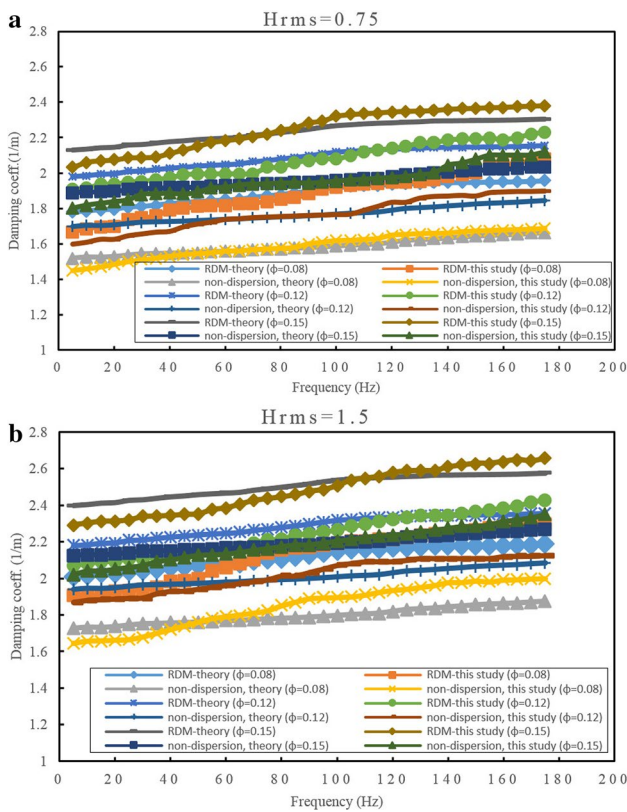 a
Hrms=0.75
2.8
2.6
2.4
2.2
2
1.8
1.6
1.4
1.2
1
Damping coeff.(1/m)
RDM-theory (ϕ=0.08) RDM-this study (ϕ=0.08)
non-dispersion, theory (ϕ=0.08) non-dispersion, this study (ϕ=0.08)
RDM-theory (ϕ=0.12) RDM-this study (ϕ=0.12)
non-dispersion, theory (ϕ=0.12) non-dispersion, this study (ϕ=0.12)
RDM-theory (ϕ=0.15) RDM-this study (ϕ=0.15)
non-dispersion, theory (ϕ=0.15) non-dispersion, this study (ϕ=0.15)
0 20 40 60 80 100 120 140 160 180 200
Frequency (Hz)
b
Hrms=1.5
2.8
2.6
2.4
2.2
2
1.8
1.6
1.4
1.2
1
Damping coeff. (1/m)
RDM-theory (ϕ=0.08) RDM-this study (ϕ=0.08)
non-dispersion, theory (ϕ=0.08) non-dispersion, this study (ϕ=0.08)
RDM-theory (ϕ=0.12) RDM-this study (ϕ=0.12)
non-dispersion, theory (ϕ=0.12) non-dispersion, this study (ϕ=0.12)
RDM-theory (ϕ=0.15) RDM-this study (ϕ=0.15)
non-dispersion, theory (ϕ=0.15) non-dispersion, this study (ϕ=0.15)
0 20 40 60 80 100 120 140 160 180 200
Frequency (Hz)